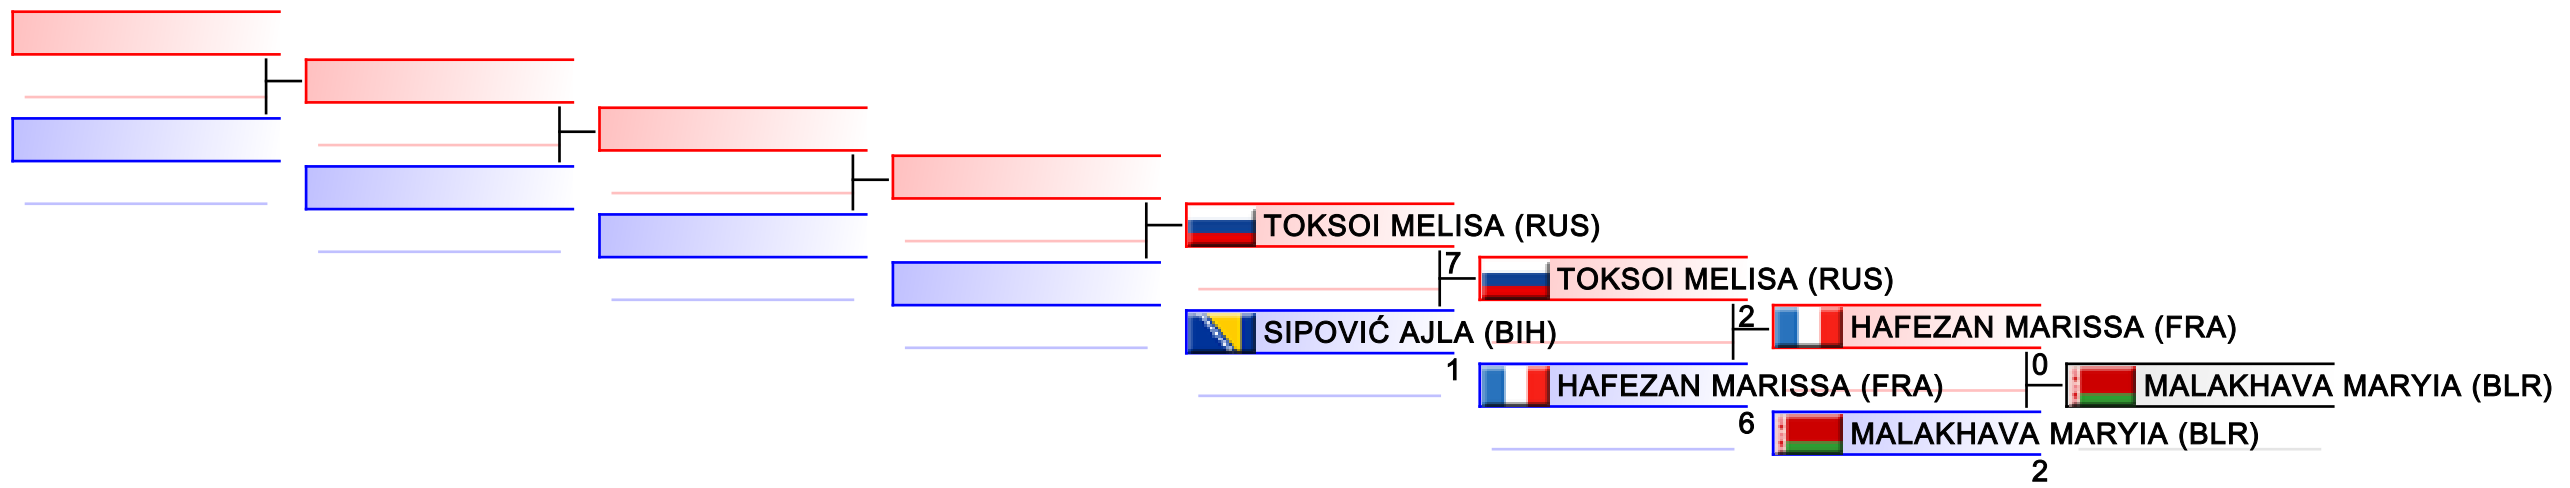 TOKSOI MELISA (RUS)
7
TOKSOI MELISA (RUS)
SIPOVIĆ AJLA (BIH)
1
2
HAFEZAN MARISSA (FRA)
HAFEZAN MARISSA (FRA)
6
0
MALAKHAVA MARYIA (BLR)
MALAKHAVA MARYIA (BLR)
2